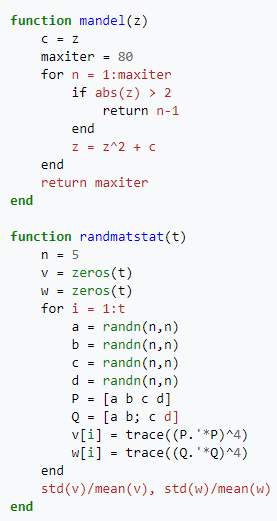 function mandel(z)
    c = z
    maxiter = 80
    for n = 1:maxiter
        if abs(z) > 2
            return n-1
        end
        z = z^2 + c
    end
    return maxiter
end

function randmatstat(t)
    n = 5
    v = zeros(t)
    w = zeros(t)
    for i = 1:t
        a = randn(n,n)
        b = randn(n,n)
        c = randn(n,n)
        d = randn(n,n)
        P = [a b c d]
        Q = [a b; c d]
        v[i] = trace((P.'*P)^4)
        w[i] = trace((Q.'*Q)^4)
    end
    std(v)/mean(v), std(w)/mean(w)
end